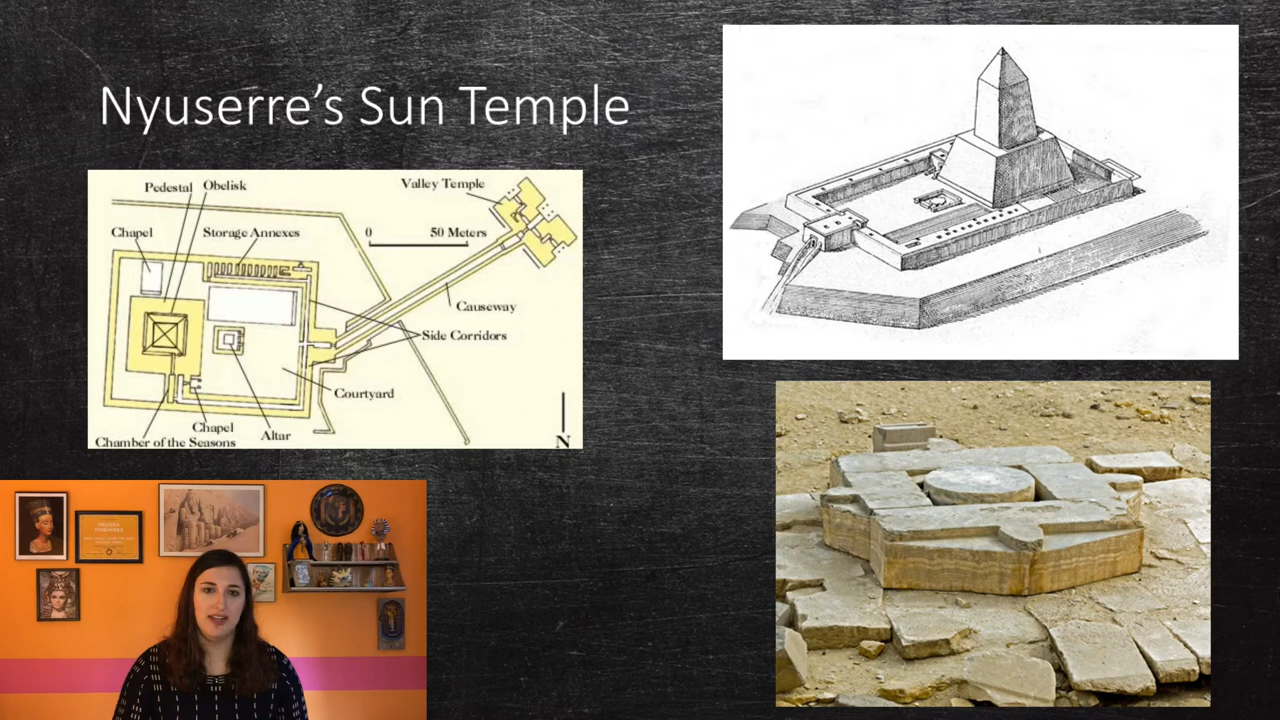 Nyuserre's Sun Temple
Pedestal Obelisk
Valley Temple
Chapel
Storage Annexes
0 50 Meters
Causeway
Side Corridors
Courtyard
Chapel
Chamber of the Seasons
Altar
N